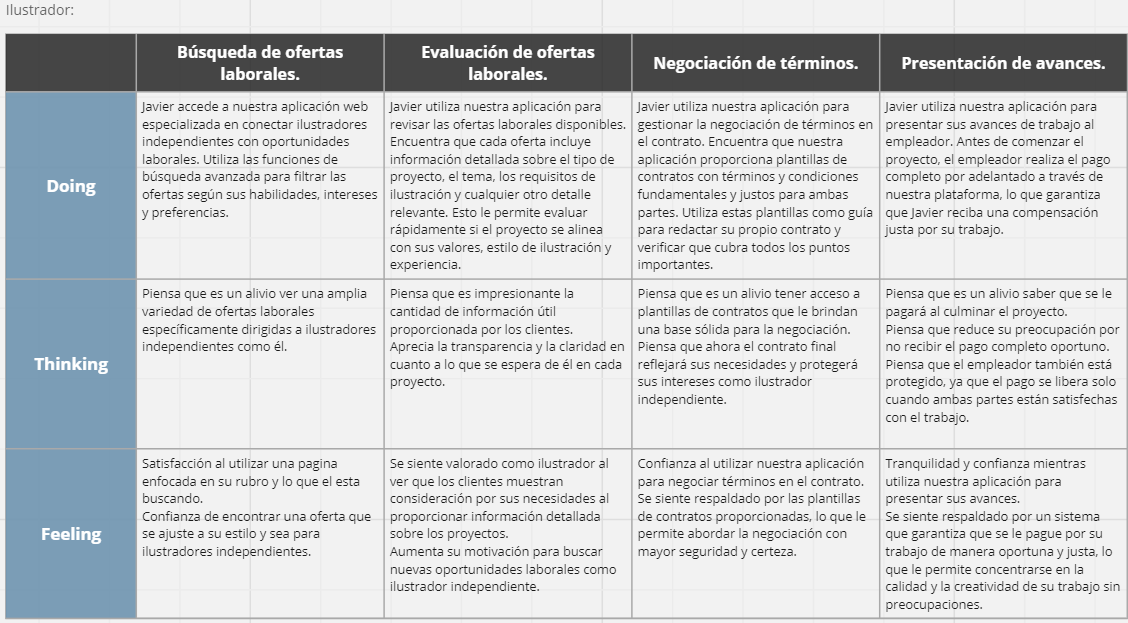 Ilustrador:
Búsqueda de ofertas
laborales.
Evaluación de ofertas
laborales.
Negociación de términos.
Presentación de avances.
Doing
Javier accede a nuestra aplicación web
especializada en conectar ilustradores
independientes con oportunidades
laborales. Utiliza las funciones de
búsqueda avanzada para filtrar las
ofertas según sus habilidades, intereses
y preferencias.
Javier utiliza nuestra aplicación para
revisar las ofertas laborales disponibles.
Encuentra que cada oferta incluye
información detallada sobre el tipo de
proyecto, el tema, los requisitos de
ilustración y cualquier otro detalle
relevante. Esto le permite evaluar
rápidamente si el proyecto se alinea
con sus valores, estilo de ilustración y
experiencia.
Javier utiliza nuestra aplicación para
gestionar la negociación de términos en
el contrato. Encuentra que nuestra
aplicación proporciona plantillas de
contratos con términos y condiciones
fundamentales y justos para ambas
partes. Utiliza estas plantillas como guía
para redactar su propio contrato y
verificar que cubra todos los puntos
importantes.
Javier utiliza nuestra aplicación para
presentar sus avances de trabajo al
empleador. Antes de comenzar el
proyecto, el empleador realiza el pago
completo por adelantado a través de
nuestra plataforma, lo que garantiza
que Javier reciba una compensación
justa por su trabajo.
Thinking
Piensa que es un alivio ver una amplia
variedad de ofertas laborales
específicamente dirigidas a ilustradores
independientes como él.
Piensa que es impresionante la
cantidad de información útil
proporcionada por los clientes.
Aprecia la transparencia y la claridad en
cuanto a lo que se espera de él en cada
proyecto.
Piensa que es un alivio tener acceso a
plantillas de contratos que le brindan
una base sólida para la negociación.
Piensa que ahora el contrato final
reflejará sus necesidades y protegerá
sus intereses como ilustrador
independiente.
Piensa que es un alivio saber que se le
pagará al culminar el proyecto.
Piensa que reduce su preocupación por
no recibir el pago completo oportuno.
Piensa que el empleador también está
protegido, ya que el pago se libera solo
cuando ambas partes están satisfechas
con el trabajo.
Feeling
Satisfacción al utilizar una pagina
enfocada en su rubro y lo que el esta
buscando.
Confianza de encontrar una oferta que
se ajuste a su estilo y sea para
ilustradores independientes.
Se siente valorado como ilustrador al
ver que los clientes muestran
consideración por sus necesidades al
proporcionar información detallada
sobre los proyectos.
Aumenta su motivación para buscar
nuevas oportunidades laborales como
ilustrador independiente.
Confianza al utilizar nuestra aplicación
para negociar términos en el contrato.
Se siente respaldado por las plantillas
de contratos proporcionadas, lo que le
permite abordar la negociación con
mayor seguridad y certeza.
Tranquilidad y confianza mientras
utiliza nuestra aplicación para
presentar sus avances.
Se siente respaldado por un sistema
que garantiza que se le pague por su
trabajo de manera oportuna y justa, lo
que le permite concentrarse en la
calidad y la creatividad de su trabajo sin
preocupaciones.